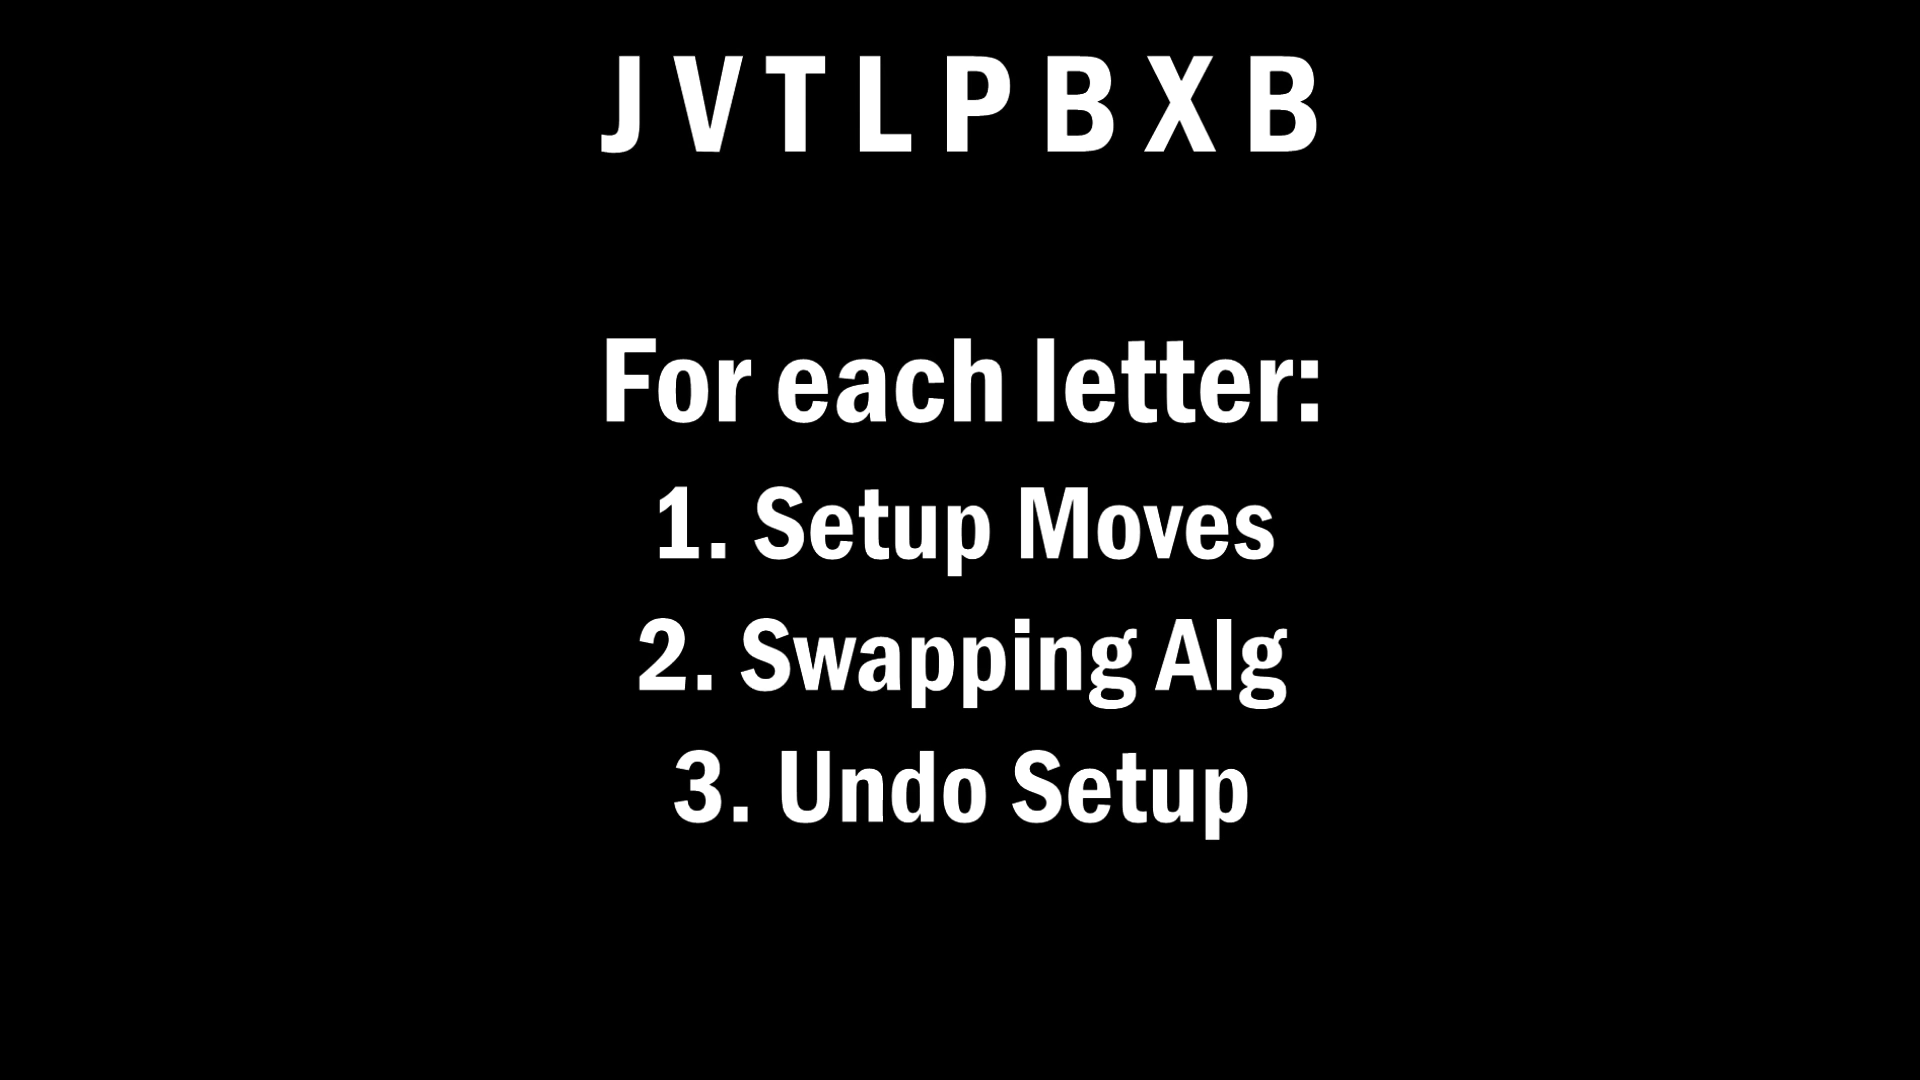 J V T L P B X B
For each letter:
1. Setup Moves
2. Swapping Alg
3. Undo Setup